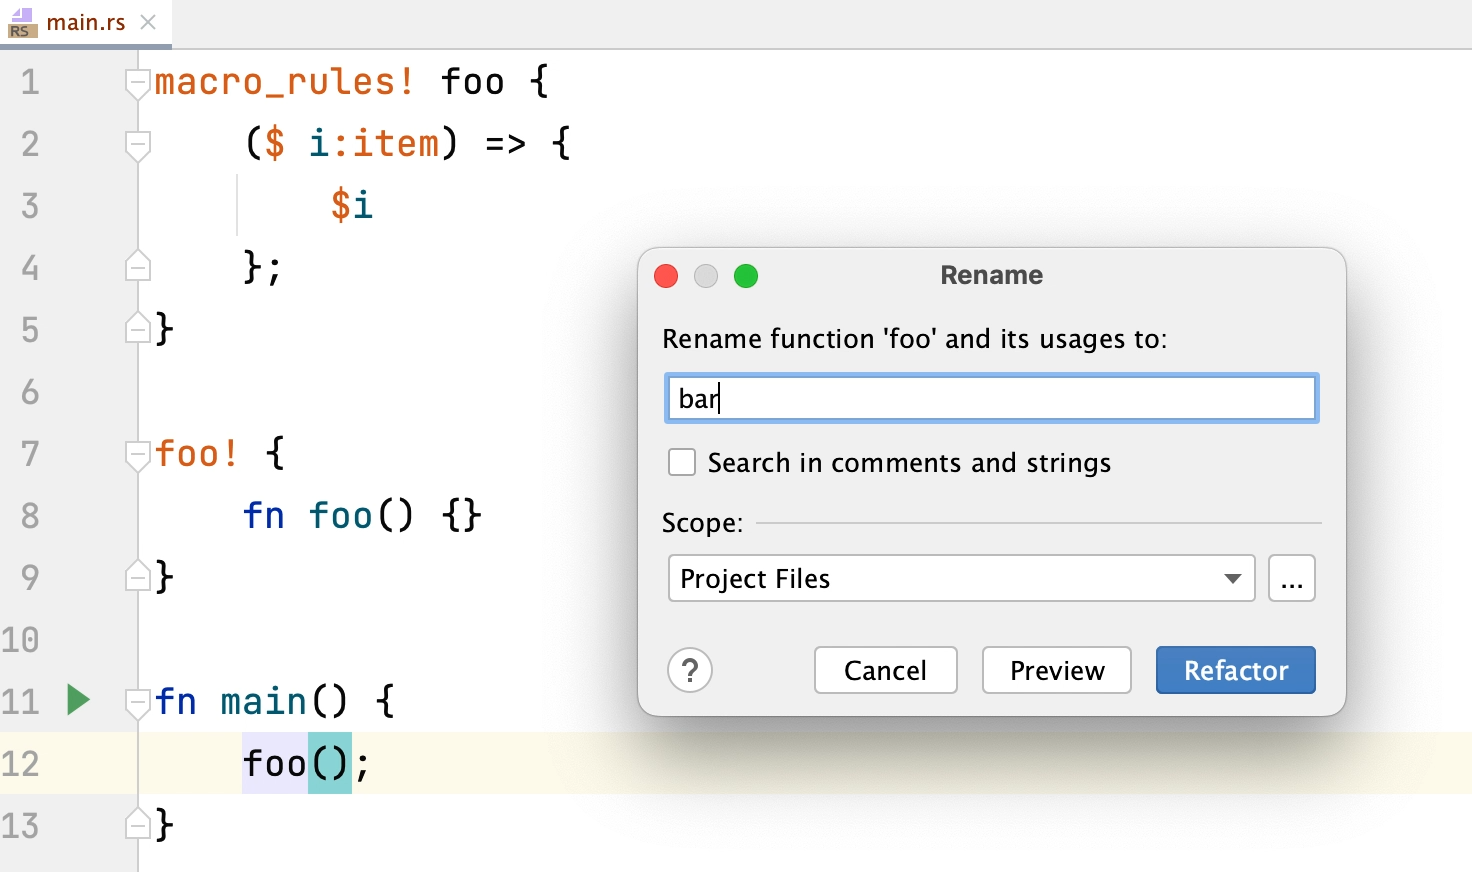 RS main.rs
1 macro_rules! foo {
2 ($ i:item) => {
3 $i
4 };
5 }
6
7 foo! {
8 fn foo() {}
9 }
10
11 fn main() {
12 foo();
13 }
Rename
Rename function 'foo' and its usages to:
bar
Search in comments and strings
Scope:
Project Files ...
? Cancel Preview Refactor